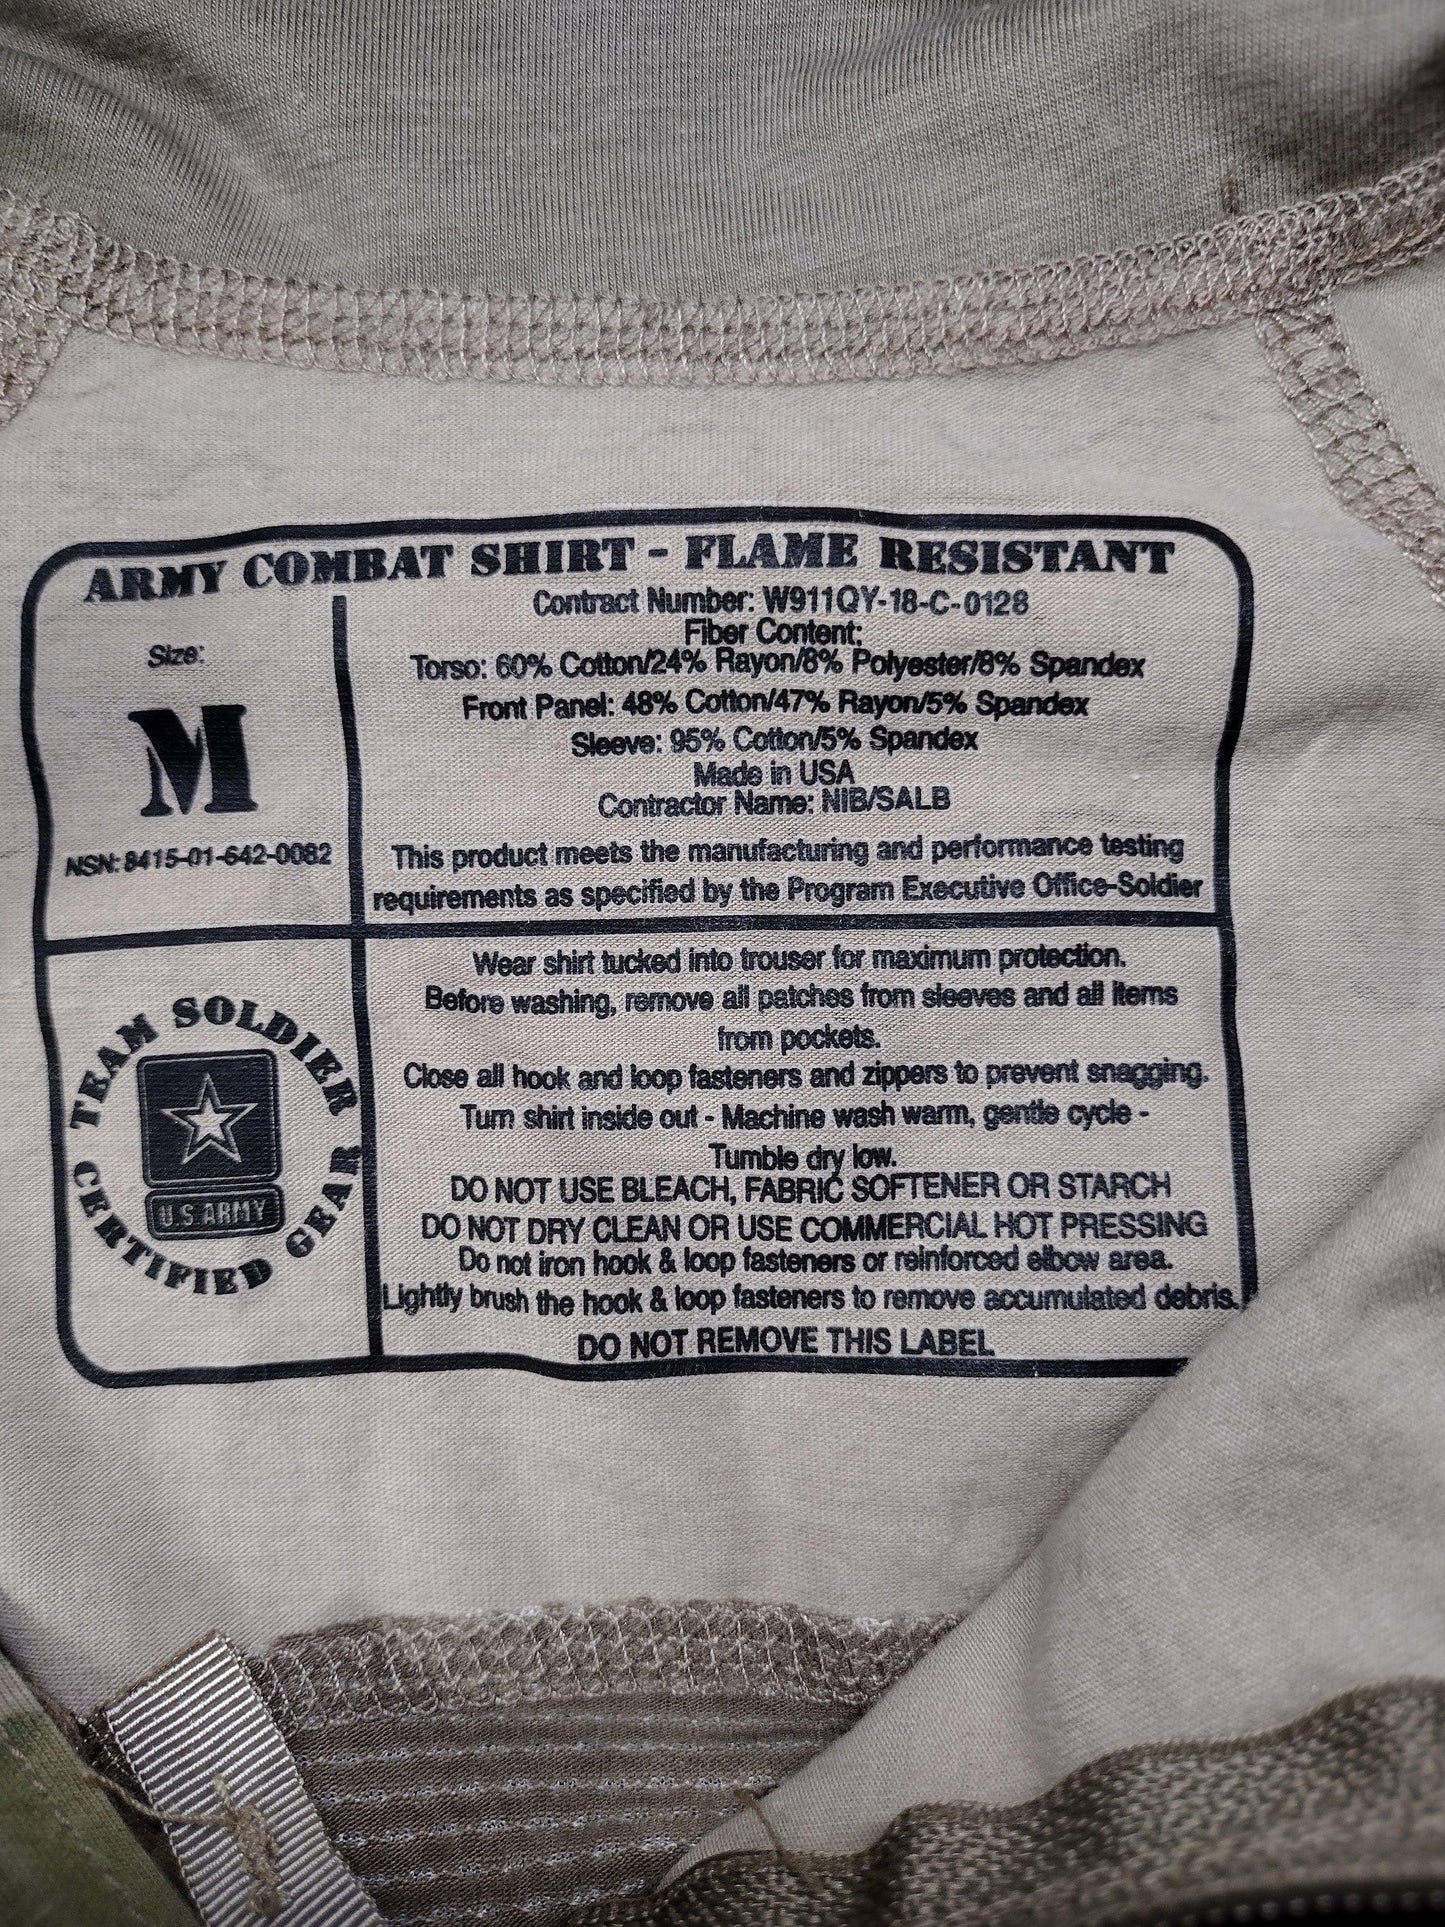 ARMY COMBAT SHIRT - FLAME RESISTANT
Size:
M
NSN: 8415-01-642-0082
Contract Number: W911QY-18-C-0128
Fiber Content:
Torso: 60% Cotton/24% Rayon/8% Polyester/8% Spandex
Front Panel: 48% Cotton/47% Rayon/5% Spandex
Sleeve: 95% Cotton/5% Spandex
Made in USA
Contractor Name: NIB/SALB
This product meets the manufacturing and performance testing
requirements as specified by the Program Executive Office-Soldier
TEAM SOLDIER
U.S.ARMY
CERTIFIED GEAR
Wear shirt tucked into trouser for maximum protection.
Before washing, remove all patches from sleeves and all items
from pockets.
Close all hook and loop fasteners and zippers to prevent snagging.
Turn shirt inside out - Machine wash warm, gentle cycle -
Tumble dry low.
DO NOT USE BLEACH, FABRIC SOFTENER OR STARCH
DO NOT DRY CLEAN OR USE COMMERCIAL HOT PRESSING
Do not iron hook & loop fasteners or reinforced elbow area.
Lightly brush the hook & loop fasteners to remove accumulated debris.
DO NOT REMOVE THIS LABEL